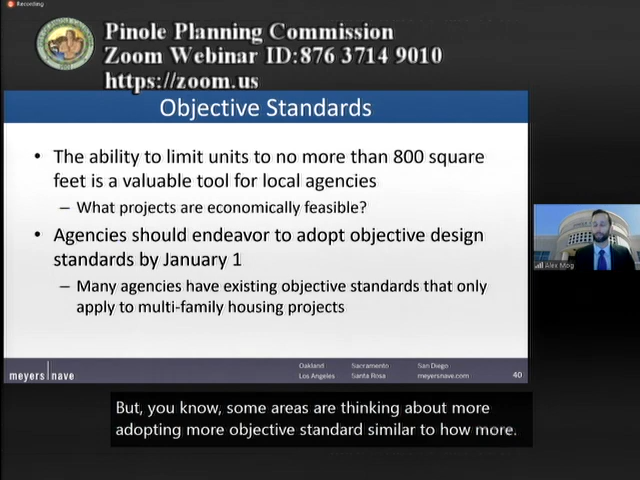 Recording
Pinole Planning Commission
Zoom Webinar ID:876 3714 9010
https://zoom.us
Objective Standards
• The ability to limit units to no more than 800 square
feet is a valuable tool for local agencies
– What projects are economically feasible?
• Agencies should endeavor to adopt objective design
standards by January 1
– Many agencies have existing objective standards that only
apply to multi-family housing projects
Alex Mog
meyers|nave
Oakland Sacramento San Diego
Los Angeles Santa Rosa meyersnave.com
40
But, you know, some areas are thinking about more
adopting more objective standard similar to how more.